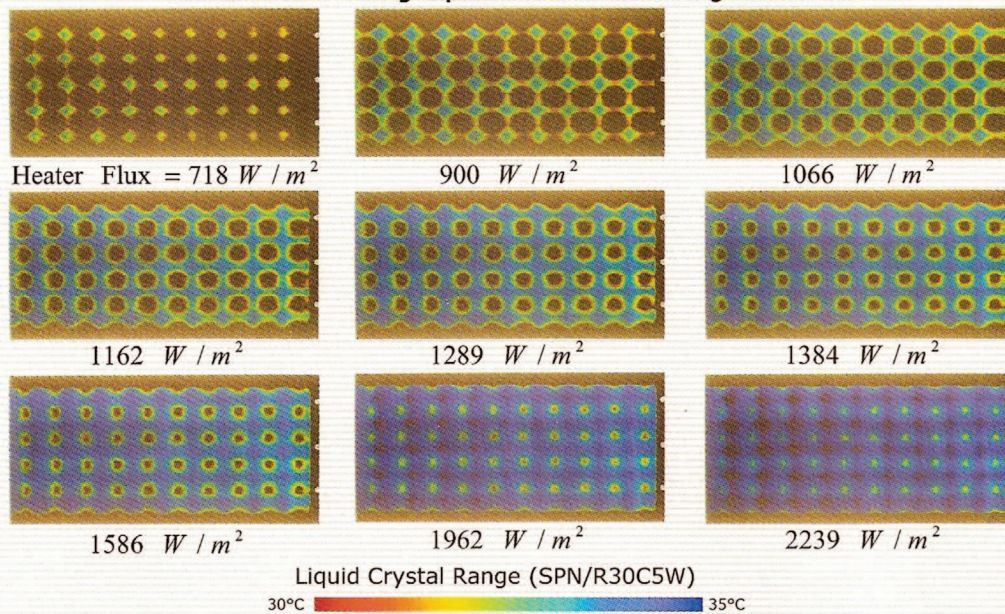 Heater Flux = 718 W / m²
900 W / m²
1066 W / m²
1162 W / m²
1289 W / m²
1384 W / m²
1586 W / m²
1962 W / m²
2239 W / m²
Liquid Crystal Range (SPN/R30C5W)
30°C 35°C